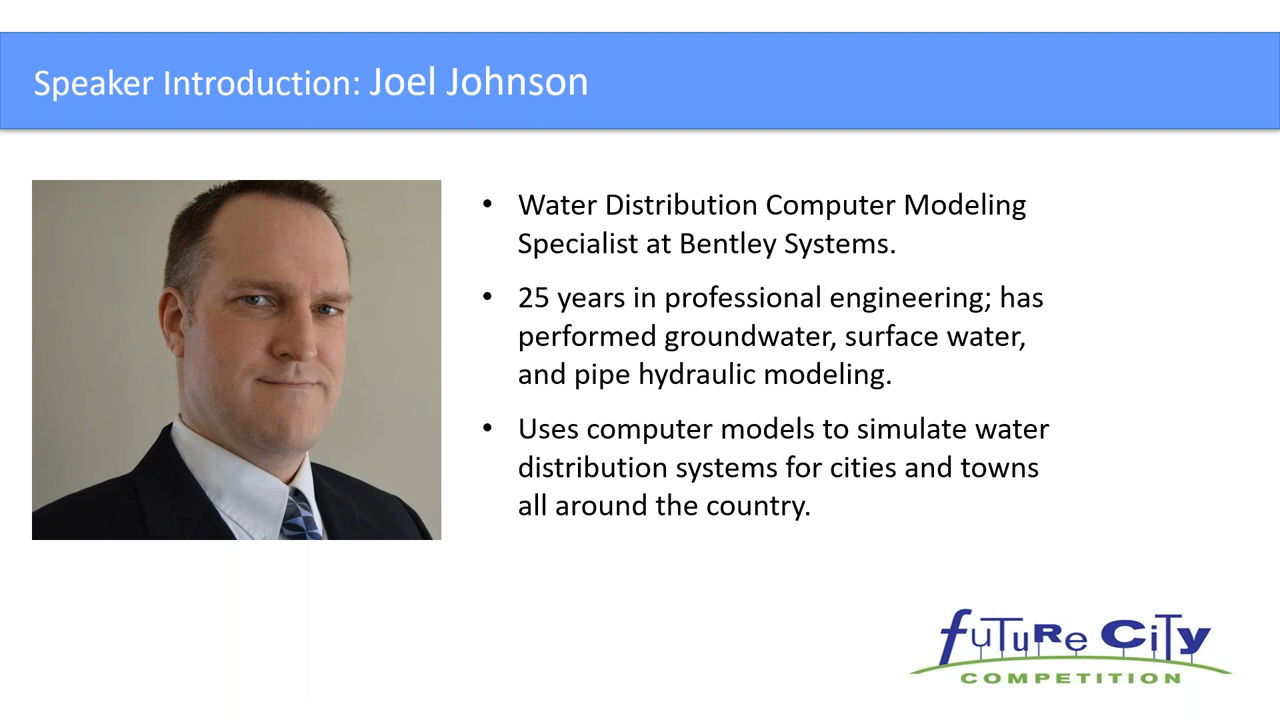 Speaker Introduction: Joel Johnson
• Water Distribution Computer Modeling
Specialist at Bentley Systems.
• 25 years in professional engineering; has
performed groundwater, surface water,
and pipe hydraulic modeling.
• Uses computer models to simulate water
distribution systems for cities and towns
all around the country.
fuTuRe CiTy
COMPETITION